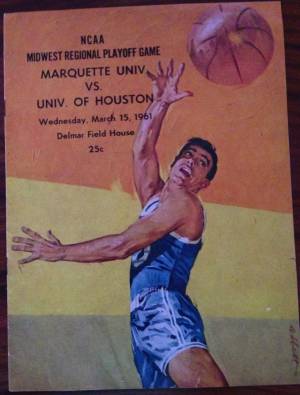 NCAA
MIDWEST REGIONAL PLAYOFF GAME
MARQUETTE UNIV.
VS.
UNIV. OF HOUSTON
Wednesday, March 15, 1961
Delmar Field House
25c